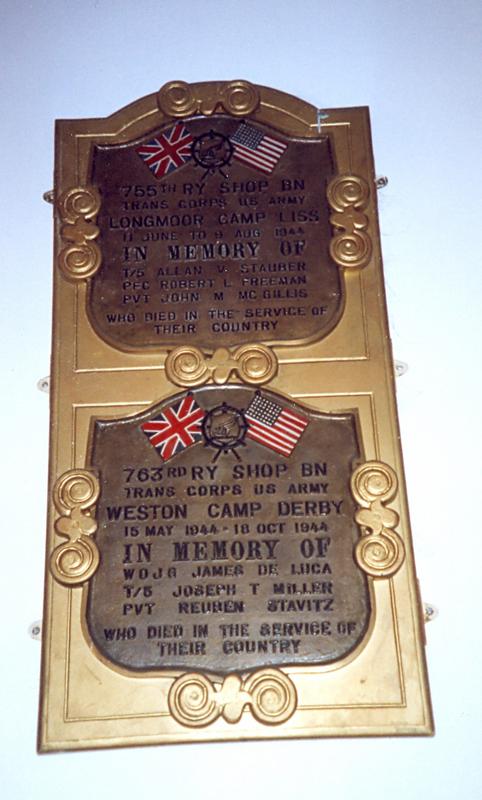 755TH RY SHOP BN
TRANS CORPS US ARMY
LONGMOOR CAMP LISS
11 JUNE TO 9 AUG 1944
IN MEMORY OF
T/5 ALLAN V STAUBER
PFC ROBERT L FREEMAN
PVT JOHN M MC GILLIS
WHO DIED IN THE SERVICE OF
THEIR COUNTRY
763RD RY SHOP BN
TRANS CORPS US ARMY
WESTON CAMP DERBY
15 MAY 1944 - 18 OCT 1944
IN MEMORY OF
WOJG JAMES DE LUCA
T/5 JOSEPH T MILLER
PVT REUBEN STAVITZ
WHO DIED IN THE SERVICE OF
THEIR COUNTRY